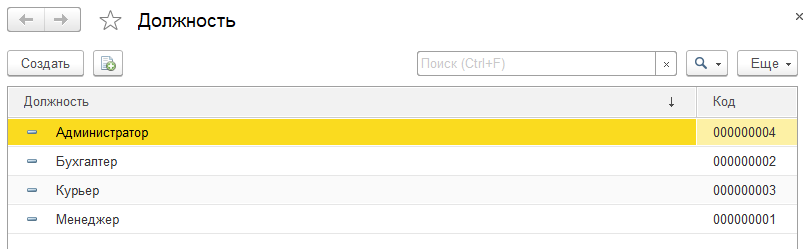 Должность
Создать Поиск (Ctrl+F) Еще
Должность Код
Администратор 000000004
Бухгалтер 000000002
Курьер 000000003
Менеджер 000000001